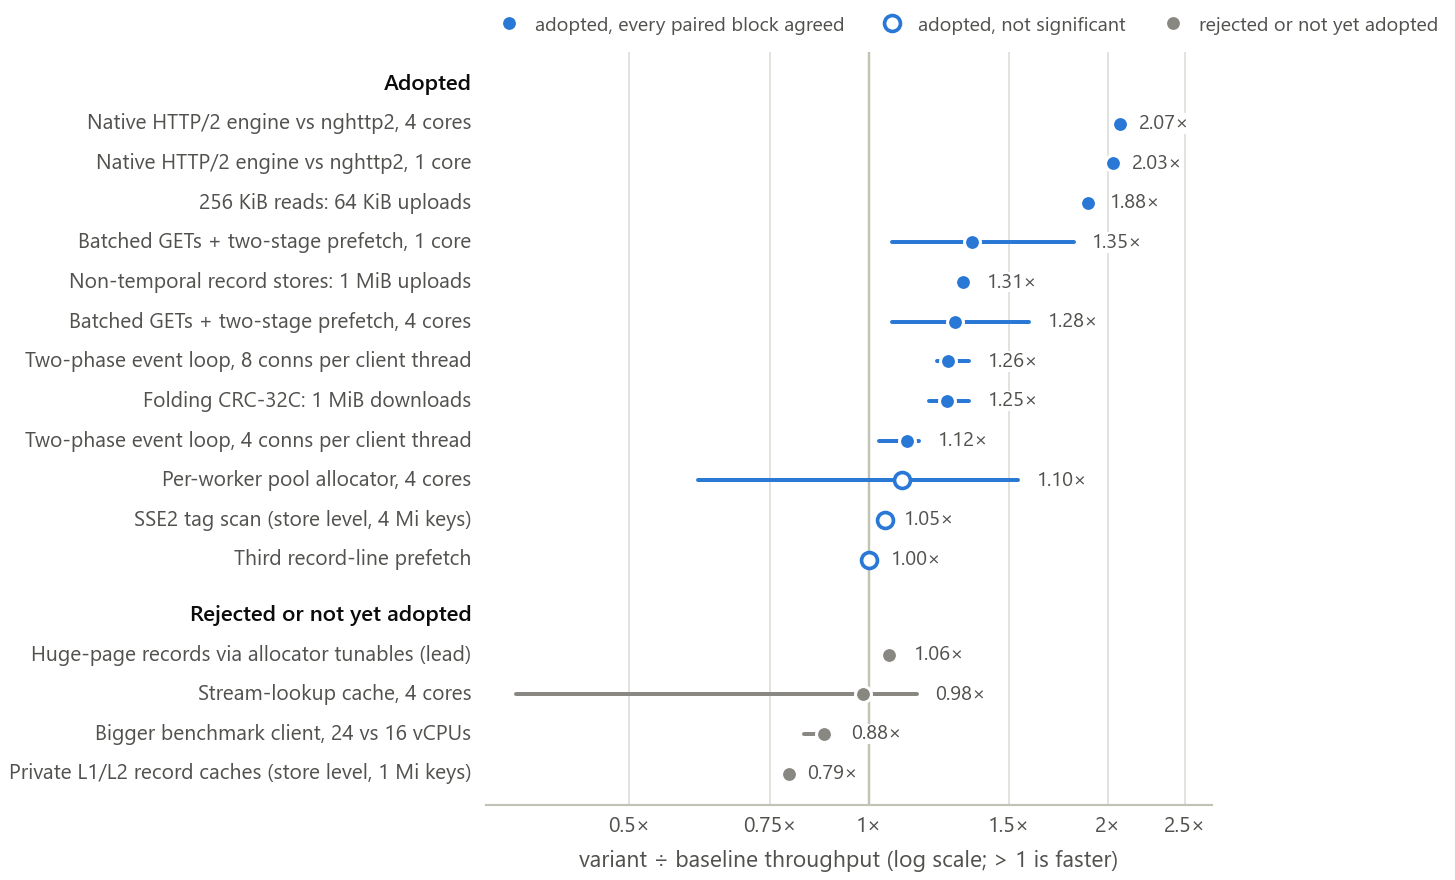 adopted, every paired block agreed
adopted, not significant
rejected or not yet adopted
Adopted
Native HTTP/2 engine vs nghttp2, 4 cores 2.07×
Native HTTP/2 engine vs nghttp2, 1 core 2.03×
256 KiB reads: 64 KiB uploads 1.88×
Batched GETs + two-stage prefetch, 1 core 1.35×
Non-temporal record stores: 1 MiB uploads 1.31×
Batched GETs + two-stage prefetch, 4 cores 1.28×
Two-phase event loop, 8 conns per client thread 1.26×
Folding CRC-32C: 1 MiB downloads 1.25×
Two-phase event loop, 4 conns per client thread 1.12×
Per-worker pool allocator, 4 cores 1.10×
SSE2 tag scan (store level, 4 Mi keys) 1.05×
Third record-line prefetch 1.00×
Rejected or not yet adopted
Huge-page records via allocator tunables (lead) 1.06×
Stream-lookup cache, 4 cores 0.98×
Bigger benchmark client, 24 vs 16 vCPUs 0.88×
Private L1/L2 record caches (store level, 1 Mi keys) 0.79×
0.5× 0.75× 1× 1.5× 2× 2.5×
variant ÷ baseline throughput (log scale; > 1 is faster)